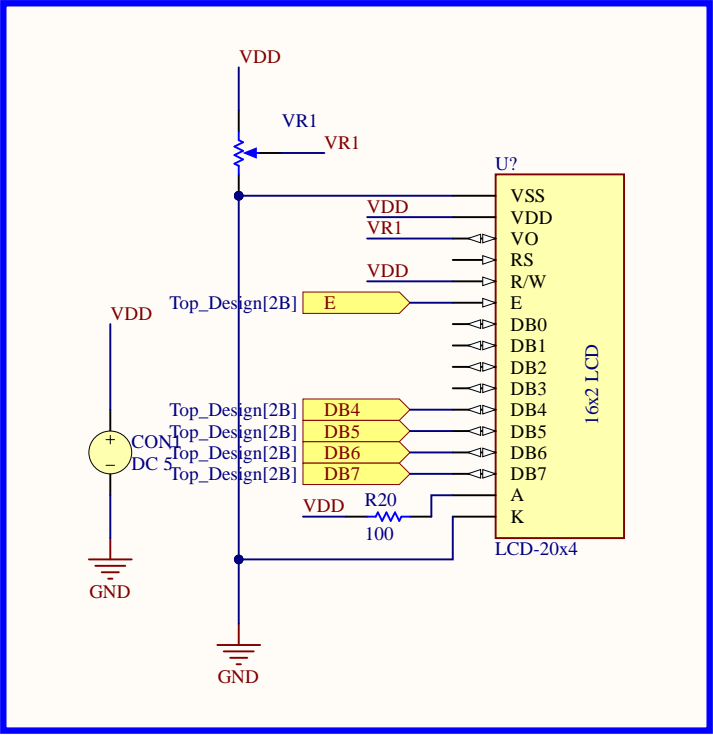 VDD
VR1
VR1
U?
VSS
VDD
VDD
VR1
VO
RS
VDD
R/W
Top_Design[2B]
E
E
DB0
VDD
DB1
DB2
DB3
16x2 LCD
Top_Design[2B]
DB4
DB4
Top_Design[2B]
DB5
DB5
CON1
Top_Design[2B]
DB6
DB6
DC 5
Top_Design[2B]
DB7
DB7
VDD
R20
100
A
K
LCD-20x4
GND
GND